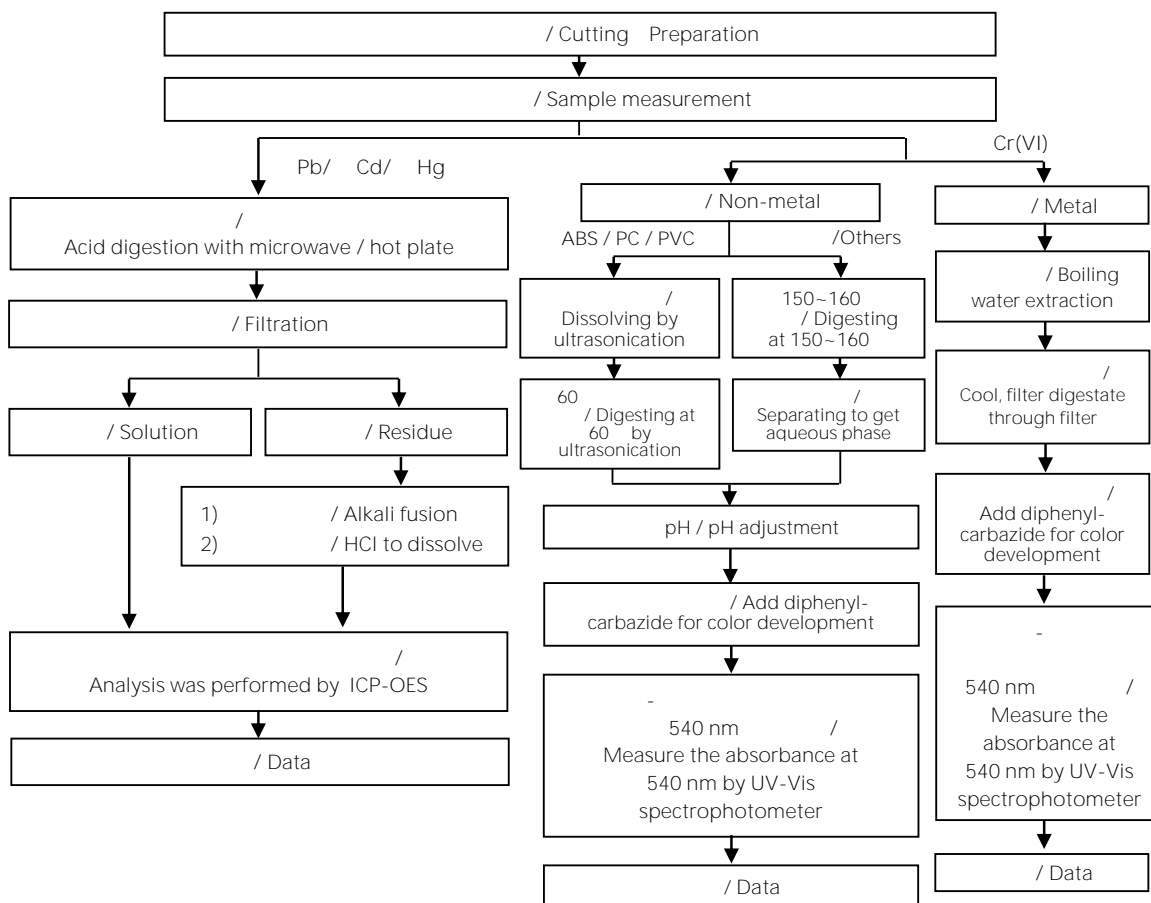 / Cutting Preparation
/ Sample measurement
Pb/ Cd/ Hg
Cr(VI)
/
Acid digestion with microwave / hot plate
/ Filtration
/ Solution
/ Residue
1) / Alkali fusion
2) / HCl to dissolve
/
Analysis was performed by ICP-OES
/ Data
/ Non-metal
ABS / PC / PVC
/Others
/
Dissolving by
ultrasonication
60
/ Digesting at
60 by
ultrasonication
150~160
/ Digesting
at 150~160
/
Separating to get
aqueous phase
pH / pH adjustment
/ Add diphenyl-
carbazide for color
development
-
540 nm /
Measure the absorbance at
540 nm by UV-Vis
spectrophotometer
/ Data
/ Metal
/ Boiling
water extraction
/
Cool, filter digestate
through filter
/
Add diphenyl-
carbazide for color
development
-
540 nm /
Measure the
absorbance at
540 nm by UV-Vis
spectrophotometer
/ Data